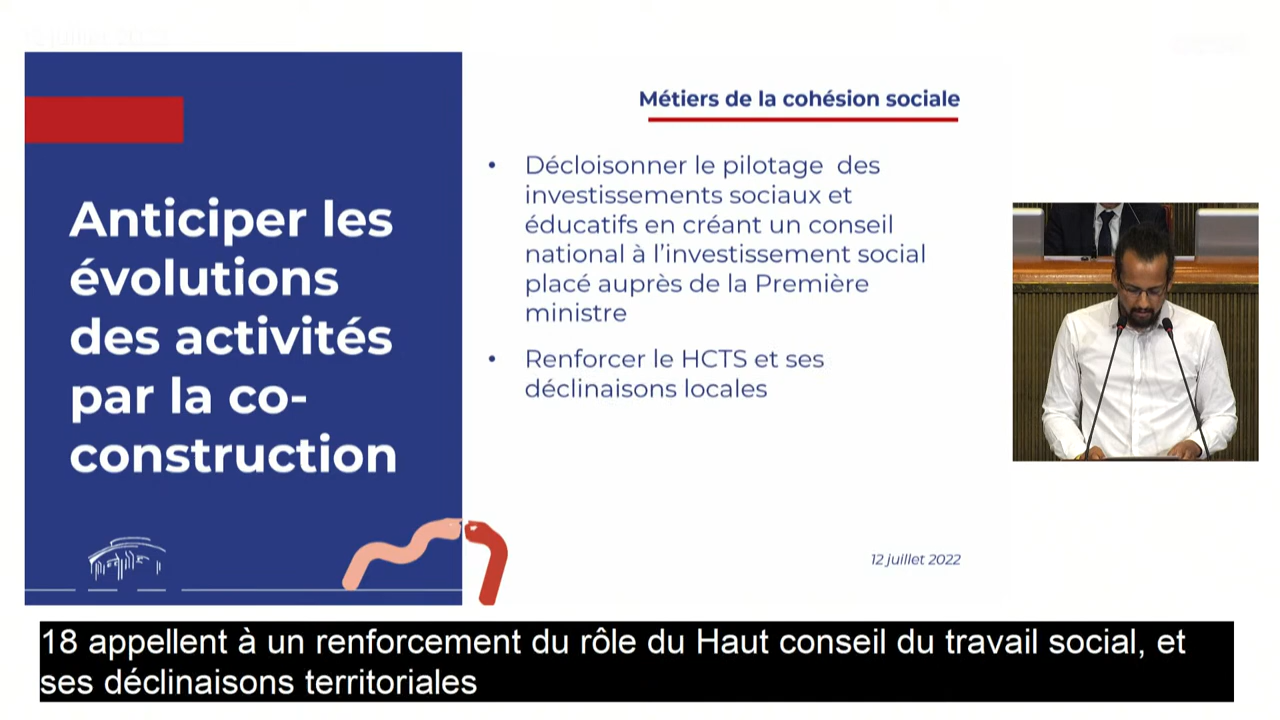 Anticiper les
évolutions
des activités
par la co-
construction
Métiers de la cohésion sociale
• Décloisonner le pilotage des
investissements sociaux et
éducatifs en créant un conseil
national à l'investissement social
placé auprès de la Première
ministre
• Renforcer le HCTS et ses
déclinaisons locales
12 juillet 2022
18 appellent à un renforcement du rôle du Haut conseil du travail social, et
ses déclinaisons territoriales